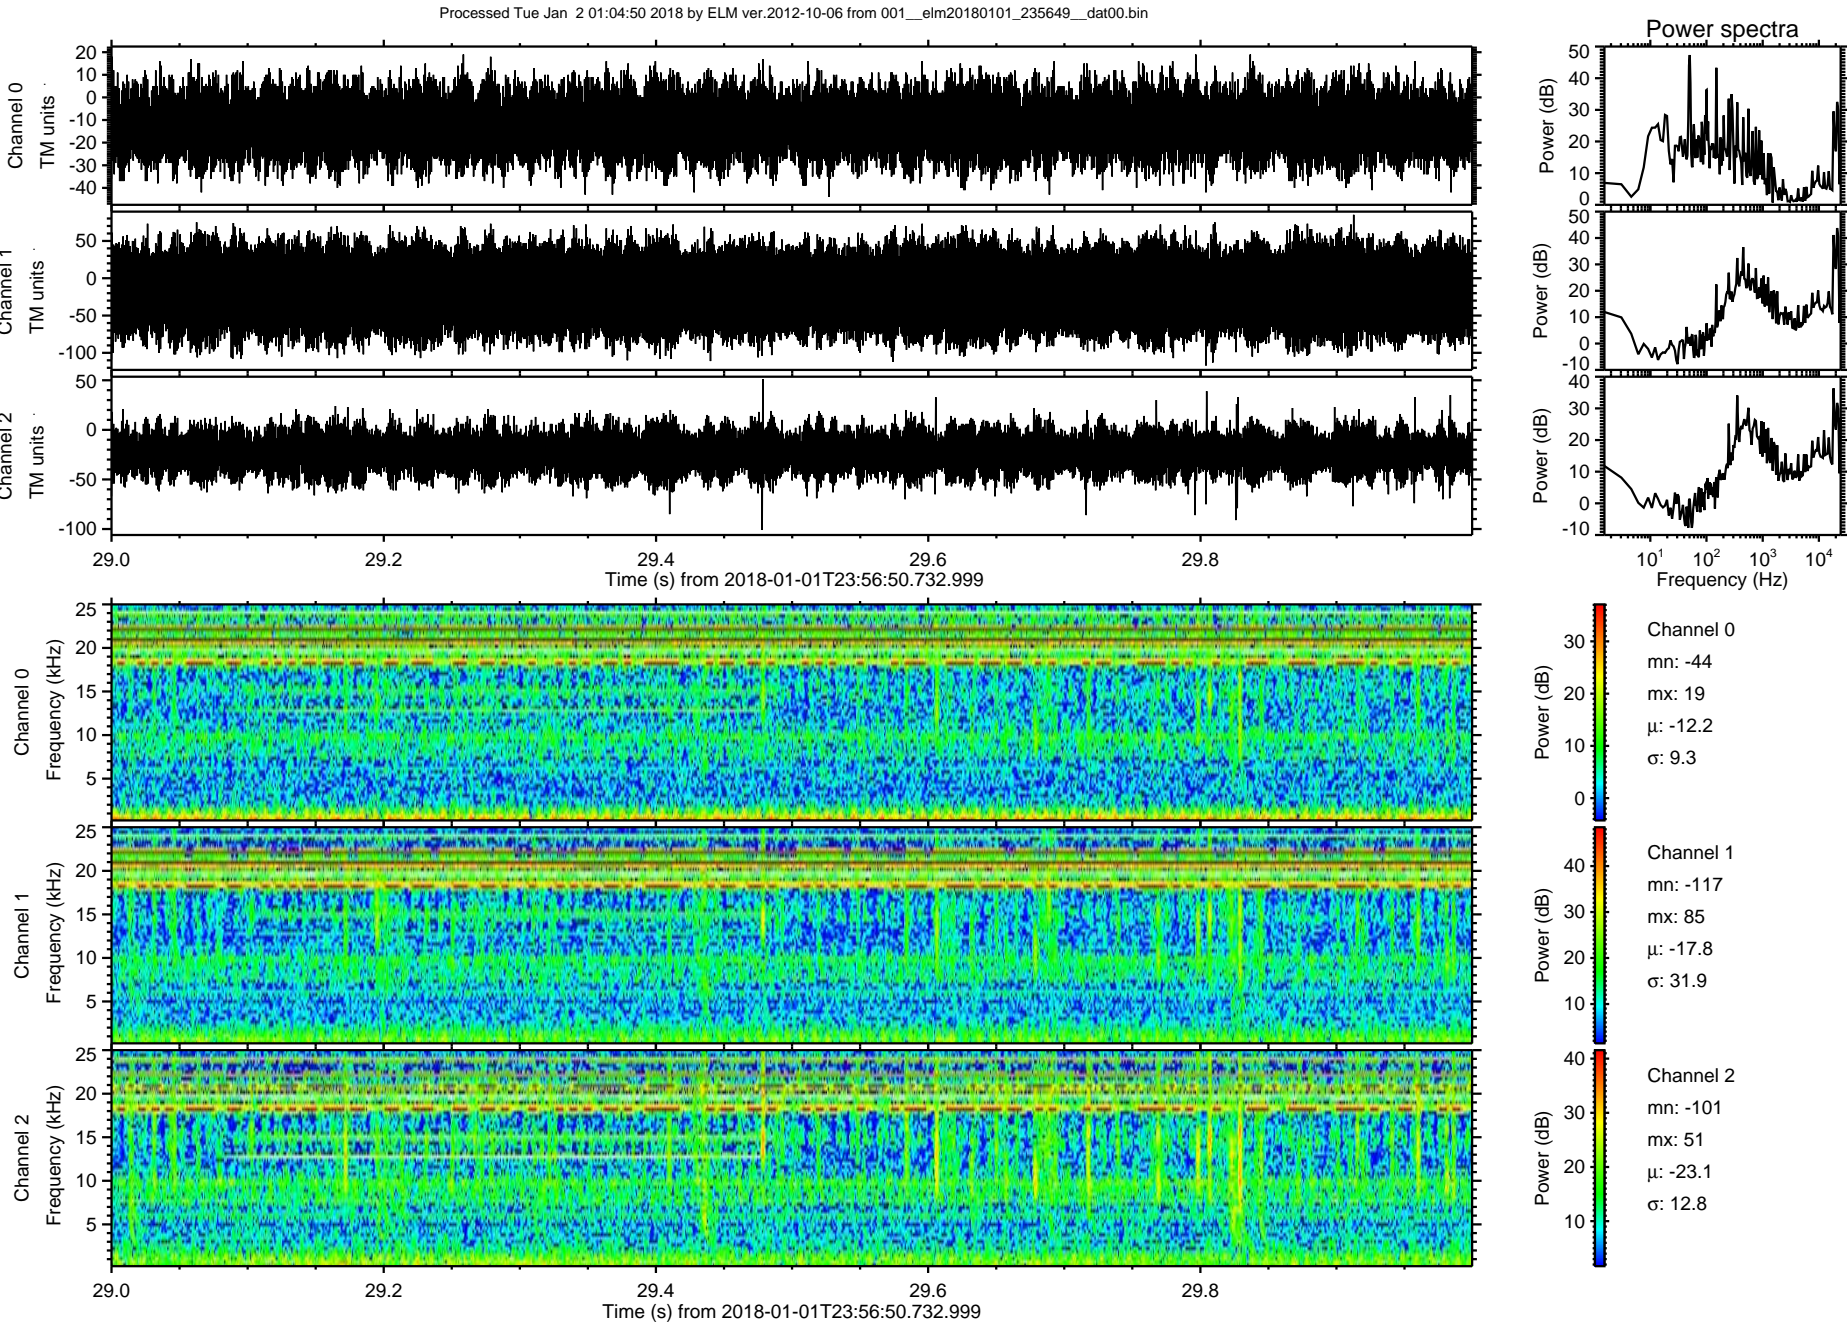 Processed Tue Jan  2 01:04:50 2018 by ELM ver.2012-10-06 from 001__elm20180101_235649__dat00.bin
Power spectra
Channel 0
TM units
20
10
0
-10
-20
-30
-40
Power (dB)
50
40
30
20
10
0
Channel 1
TM units
50
0
-50
-100
Power (dB)
50
40
30
20
10
0
-10
Channel 2
TM units
50
0
-50
-100
Power (dB)
40
30
20
10
0
-10
29.0 29.2 29.4 29.6 29.8
Time (s) from 2018-01-01T23:56:50.732.999
10^1 10^2 10^3 10^4
Frequency (Hz)
Channel 0
Frequency (kHz)
25
20
15
10
5
Power (dB)
30
20
10
0
Channel 0
mn: -44
mx: 19
μ: -12.2
σ: 9.3
Channel 1
Frequency (kHz)
25
20
15
10
5
Power (dB)
40
30
20
10
Channel 1
mn: -117
mx: 85
μ: -17.8
σ: 31.9
Channel 2
Frequency (kHz)
25
20
15
10
5
Power (dB)
40
30
20
10
Channel 2
mn: -101
mx: 51
μ: -23.1
σ: 12.8
29.0 29.2 29.4 29.6 29.8
Time (s) from 2018-01-01T23:56:50.732.999